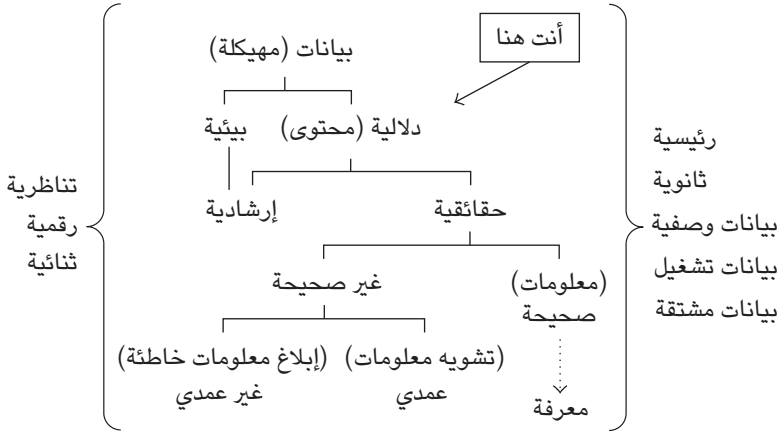 أنت هنا
بيانات (مهيكلة)
دلالية (محتوى)
بيئية
رئيسية
ثانوية
بيانات وصفية
بيانات تشغيل
بيانات مشتقة
حقائقية
إرشادية
تناظرية
رقمية
ثنائية
(معلومات)
صحيحة
غير صحيحة
(تشويه معلومات)
عمدي
(إبلاغ معلومات خاطئة)
غير عمدي
معرفة